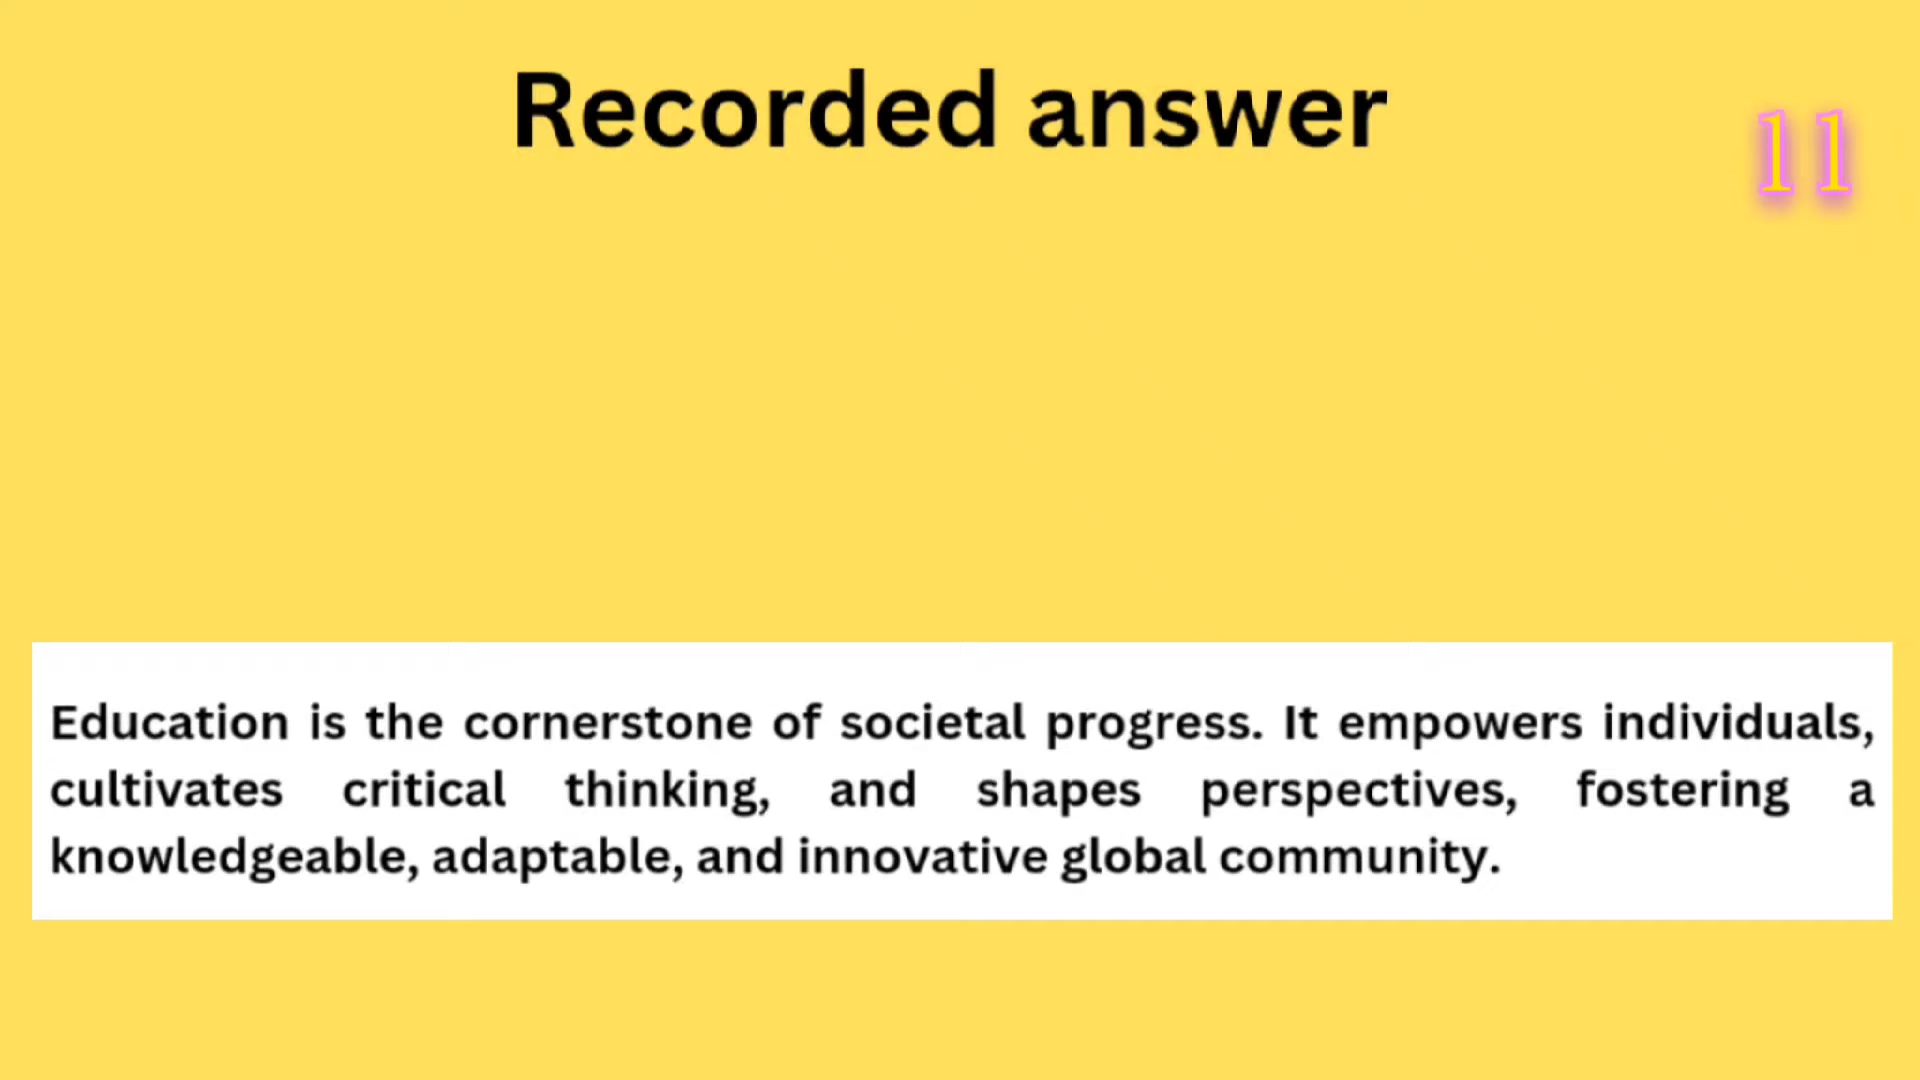 Recorded answer
11
Education is the cornerstone of societal progress. It empowers individuals,
cultivates critical thinking, and shapes perspectives, fostering a
knowledgeable, adaptable, and innovative global community.